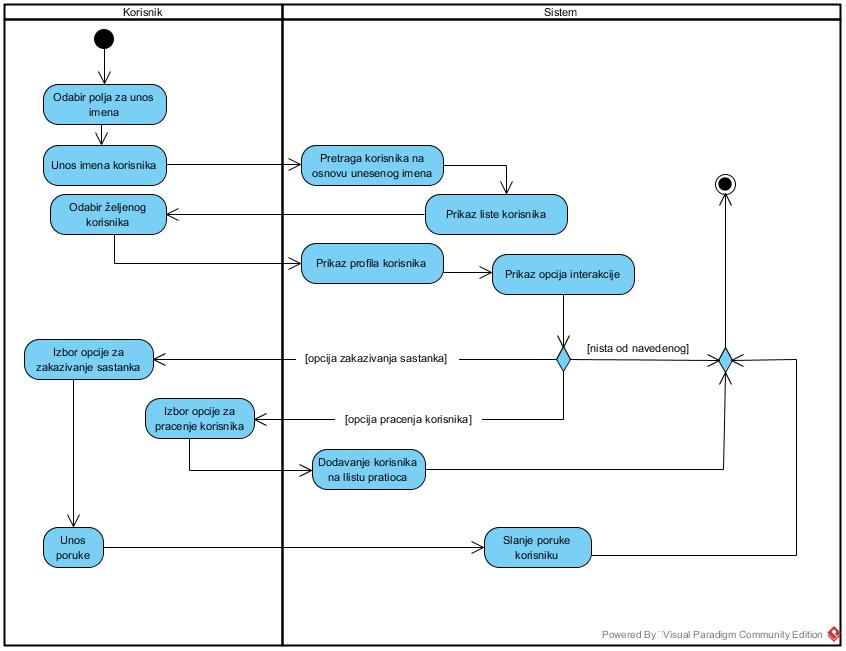 Korisnik
Sistem
Odabir polja za unos
imena
Unos imena korisnika
Pretraga korisnika na
osnovu unesenog imena
Odabir željenog
korisnika
Prikaz liste korisnika
Prikaz profila korisnika
Prikaz opcija interakcije
[nista od navedenog]
Izbor opcije za
zakazivanje sastanka
[opcija zakazivanja sastanka]
Izbor opcije za
pracenje korisnika
[opcija pracenja korisnika]
Dodavanje korisnika
na llistu pratioca
Unos
poruke
Slanje poruke
korisniku
Powered By Visual Paradigm Community Edition